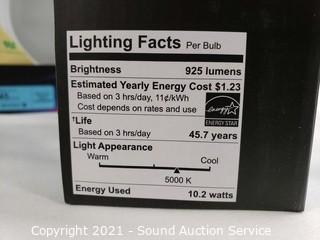 Lighting Facts Per Bulb
Brightness 925 lumens
Estimated Yearly Energy Cost $1.23
Based on 3 hrs/day, 11¢/kWh
Cost depends on rates and use
ENERGY STAR
†Life
Based on 3 hrs/day 45.7 years
Light Appearance
Warm Cool
5000 K
Energy Used 10.2 watts
Copyright 2021 - Sound Auction Service